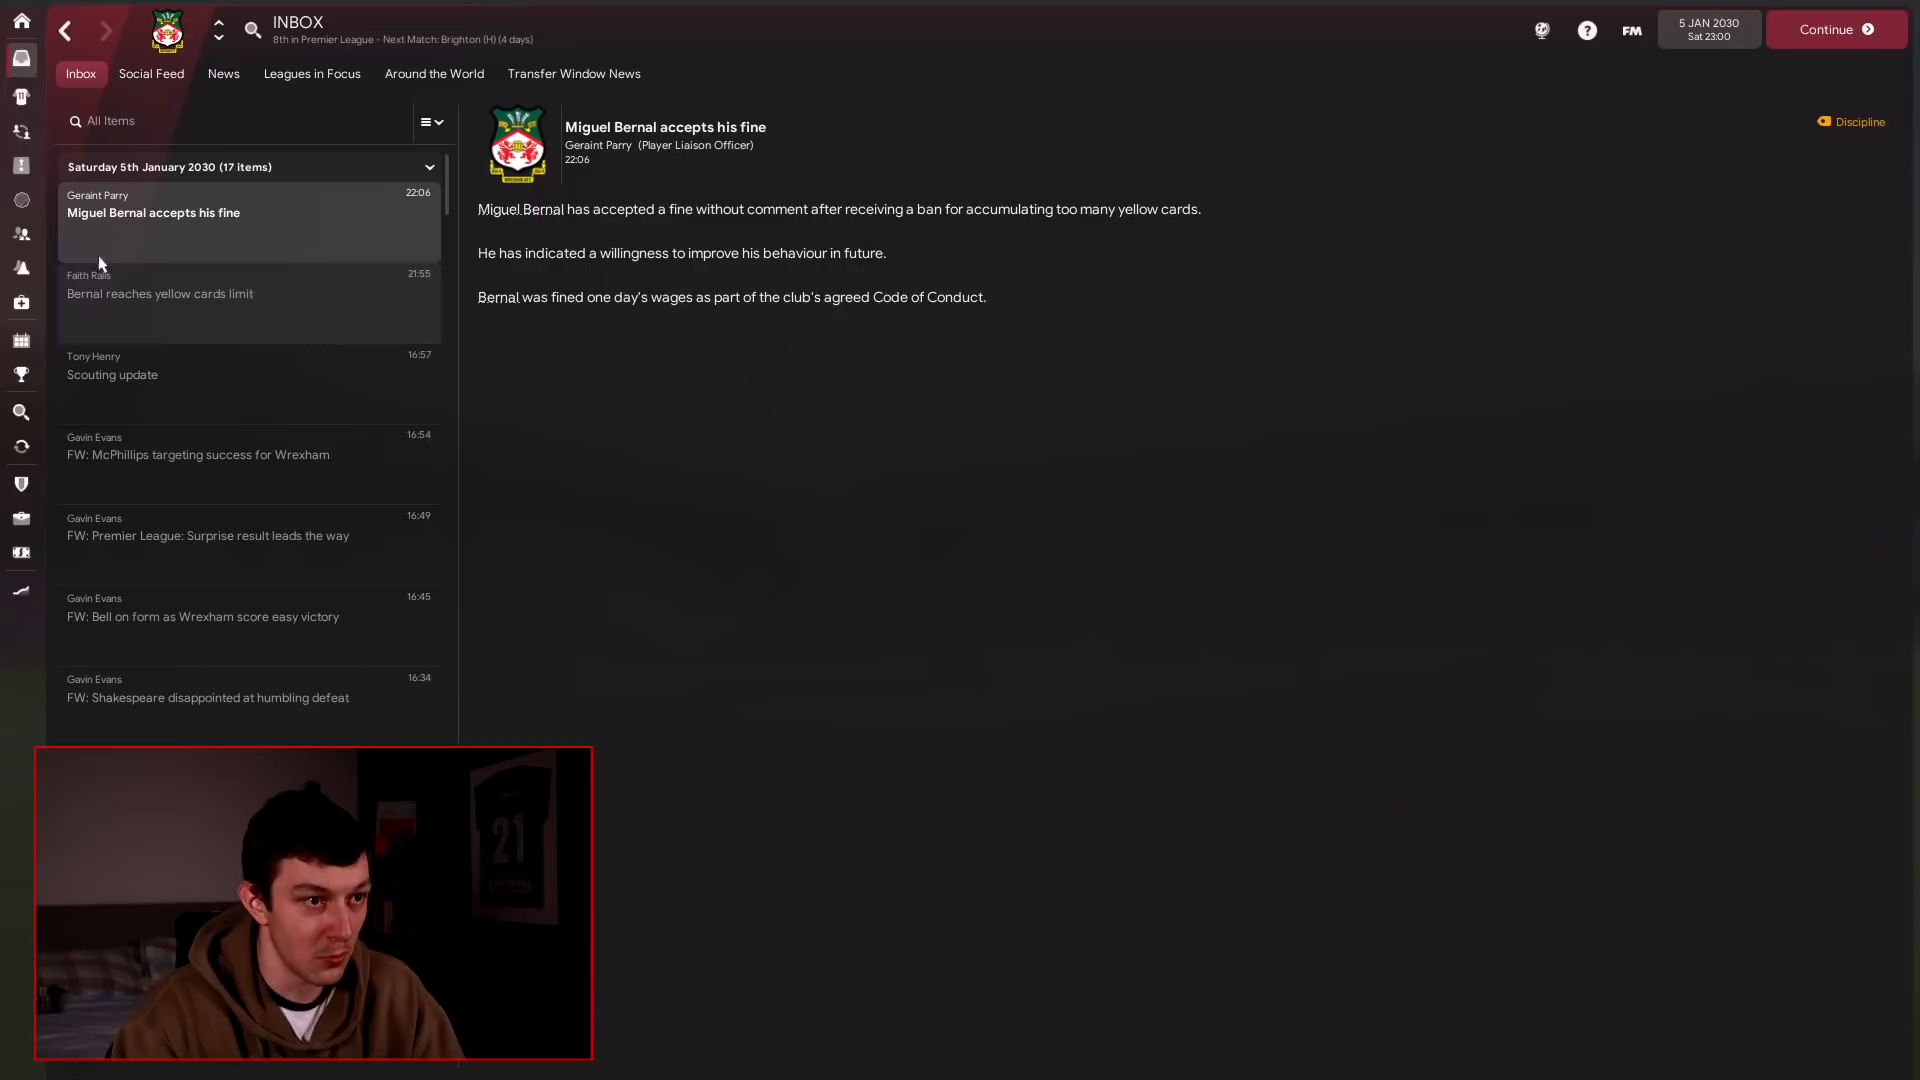 INBOX
8th in Premier League - Next Match: Brighton (H) (4 days)
FM
5 JAN 2030
Sat 23:00
Continue
Inbox
Social Feed
News
Leagues in Focus
Around the World
Transfer Window News
All Items
Saturday 5th January 2030 (17 items)
Geraint Parry
22:06
Miguel Bernal accepts his fine
Faith Ralls
21:55
Bernal reaches yellow cards limit
Tony Henry
16:57
Scouting update
Gavin Evans
16:54
FW: McPhillips targeting success for Wrexham
Gavin Evans
16:49
FW: Premier League: Surprise result leads the way
Gavin Evans
16:45
FW: Bell on form as Wrexham score easy victory
Gavin Evans
16:34
FW: Shakespeare disappointed at humbling defeat
Miguel Bernal accepts his fine
Geraint Parry (Player Liaison Officer)
22:06
Discipline
Miguel Bernal has accepted a fine without comment after receiving a ban for accumulating too many yellow cards.
He has indicated a willingness to improve his behaviour in future.
Bernal was fined one day's wages as part of the club's agreed Code of Conduct.
21